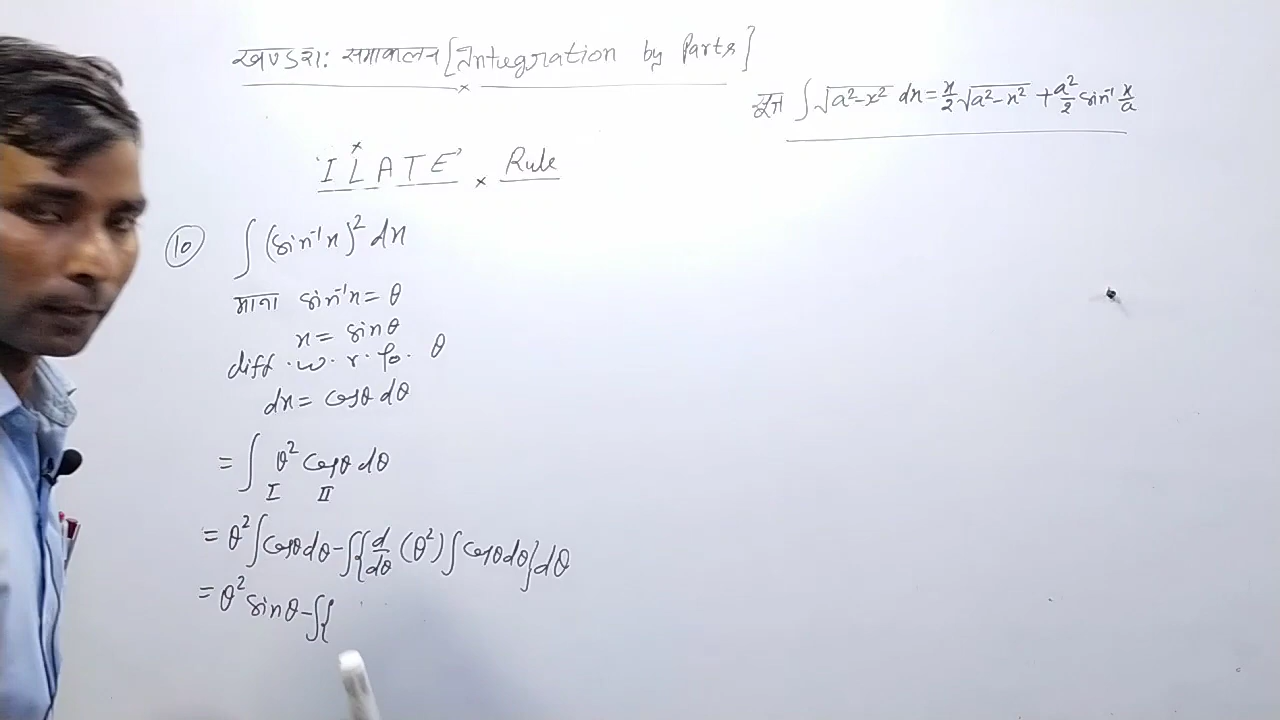 खण्डश: समाकलन [Integration by Parts]
सूत्र ∫√a²-x² dx = x/2 √a²-x² + a²/2 sin⁻¹ x/a
'ILATE' Rule
(10) ∫(sin⁻¹x)² dx
माना sin⁻¹x = θ
x = sinθ
diff. w. r. to. θ
dx = cosθ dθ
= ∫ θ² cosθ dθ
I II
= θ² ∫cosθdθ - ∫{d/dθ (θ²) ∫cosθdθ}dθ
= θ² sinθ - ∫{